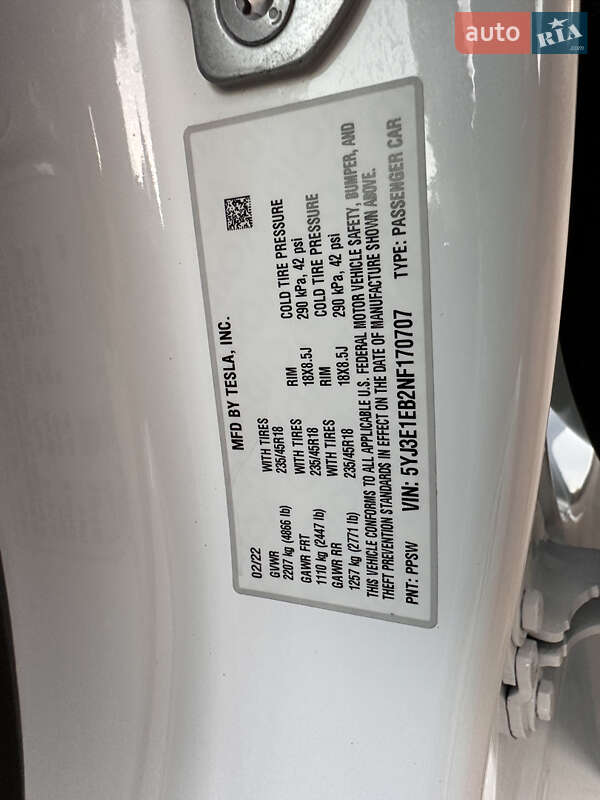 auto RIA .com
MFD BY TESLA, INC.
02/22
GVWR WITH TIRES RIM COLD TIRE PRESSURE
2207 kg (4866 lb) 235/45R18 18X8.5J 290 kPa, 42 psi
GAWR FRT WITH TIRES RIM COLD TIRE PRESSURE
1110 kg (2447 lb) 235/45R18 18X8.5J 290 kPa, 42 psi
GAWR RR WITH TIRES
1257 kg (2771 lb) 235/45R18
THIS VEHICLE CONFORMS TO ALL APPLICABLE U.S. FEDERAL MOTOR VEHICLE SAFETY, BUMPER, AND
THEFT PREVENTION STANDARDS IN EFFECT ON THE DATE OF MANUFACTURE SHOWN ABOVE.
PNT: PPSW VIN: 5YJ3E1EB2NF170707 TYPE: PASSENGER CAR